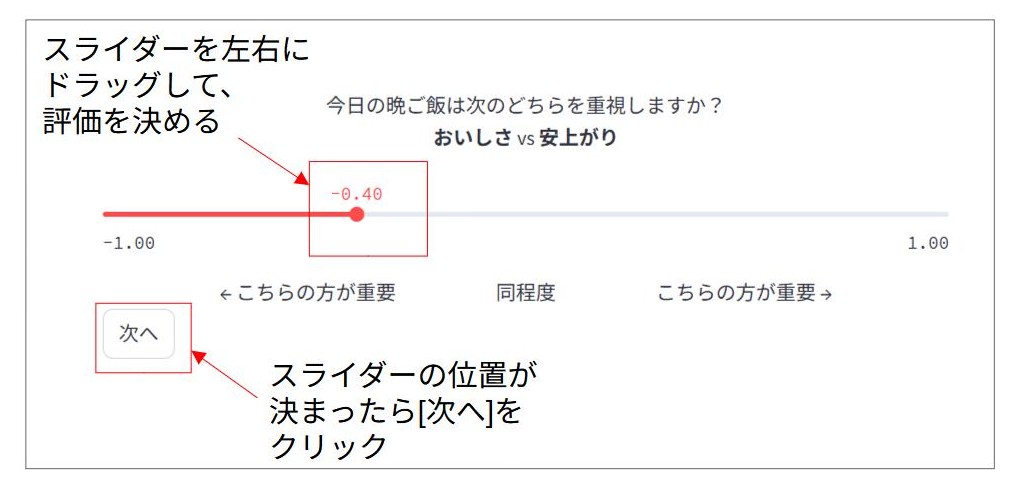 スライダーを左右に
ドラッグして、
評価を決める
今日の晩ご飯は次のどちらを重視しますか？
おいしさ vs 安上がり
-0.40
-1.00
1.00
←こちらの方が重要
同程度
こちらの方が重要→
次へ
スライダーの位置が
決まったら[次へ]を
クリック